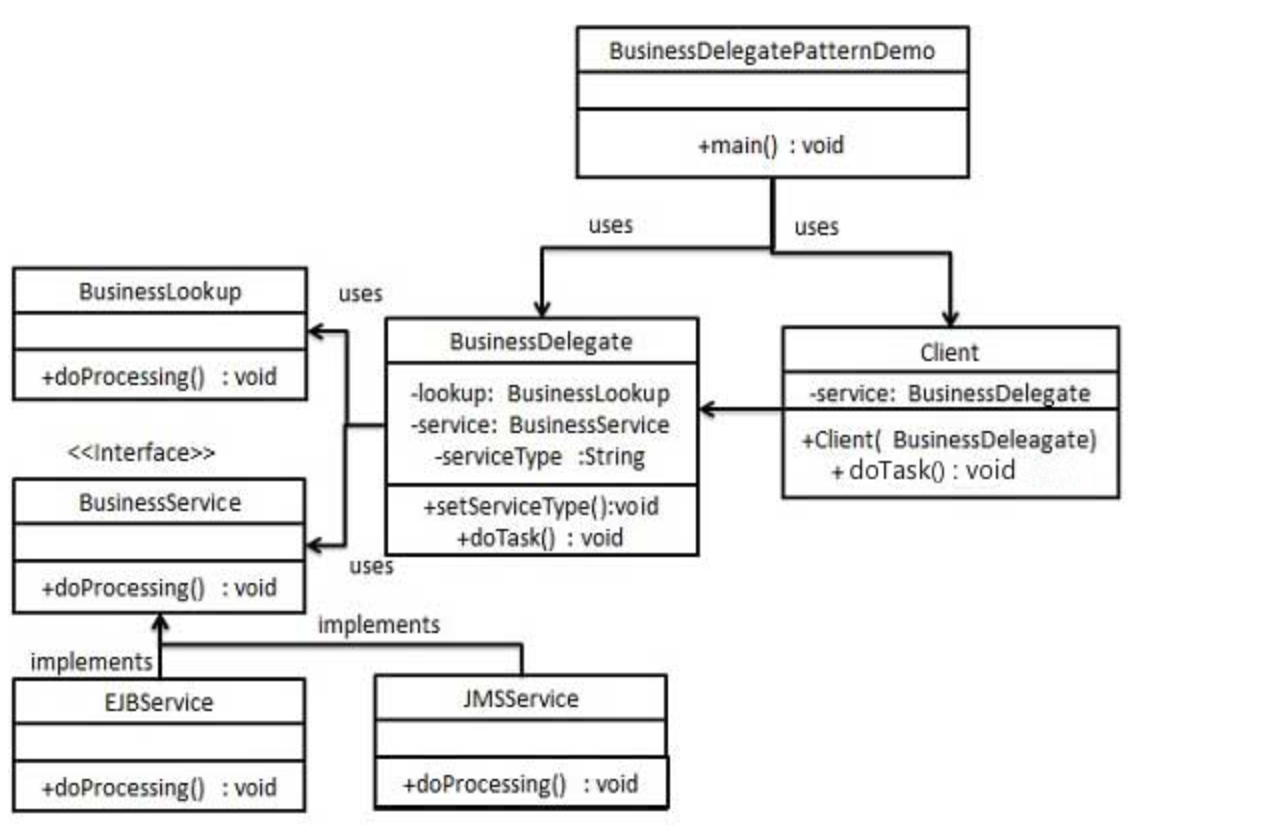 BusinessDelegatePatternDemo
+main() : void
uses
uses
BusinessLookup
+doProcessing() : void
uses
BusinessDelegate
-lookup: BusinessLookup
-service: BusinessService
-serviceType :String
+setServiceType():void
+doTask() : void
Client
-service: BusinessDelegate
+Client( BusinessDeleagate)
+ doTask() : void
<<Interface>>
BusinessService
+doProcessing() : void
uses
implements
implements
EJBService
+doProcessing() : void
JMSService
+doProcessing() : void